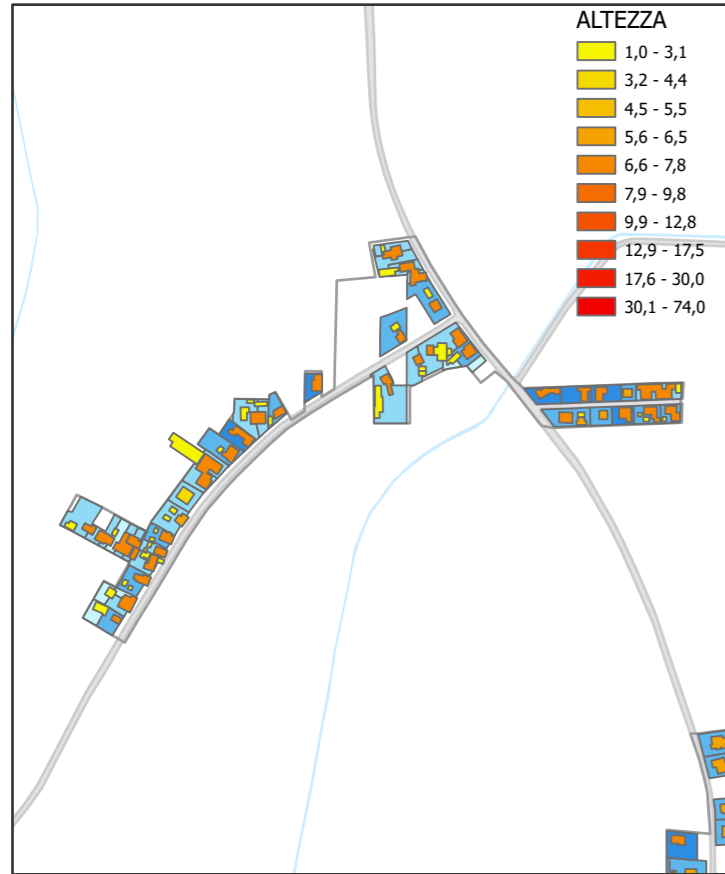 ALTEZZA
1,0 - 3,1
3,2 - 4,4
4,5 - 5,5
5,6 - 6,5
6,6 - 7,8
7,9 - 9,8
9,9 - 12,8
12,9 - 17,5
17,6 - 30,0
30,1 - 74,0